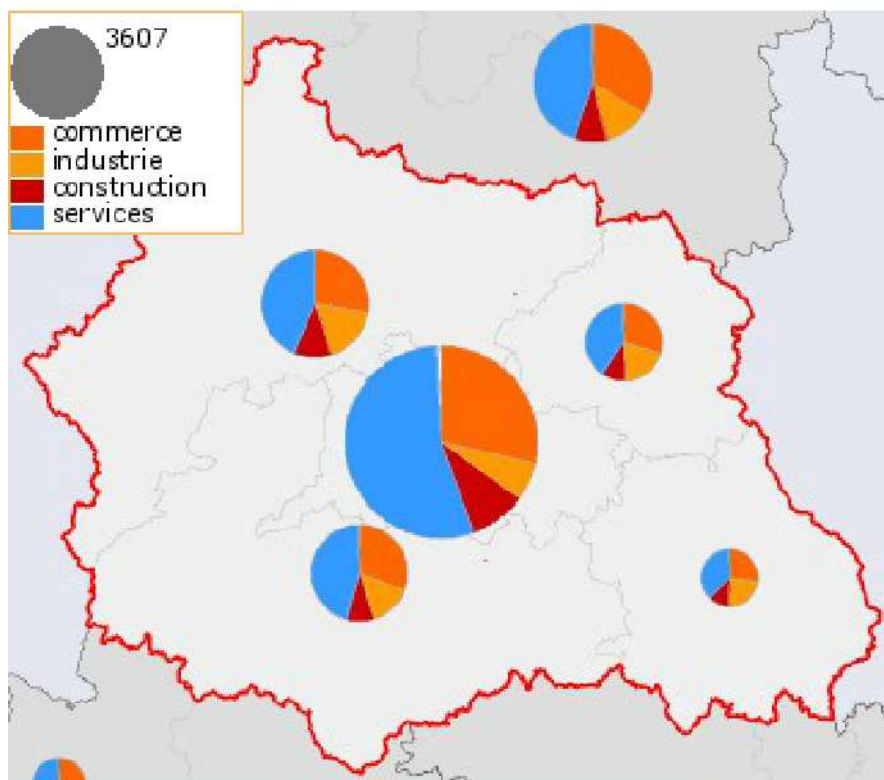 3607
commerce
industrie
construction
services